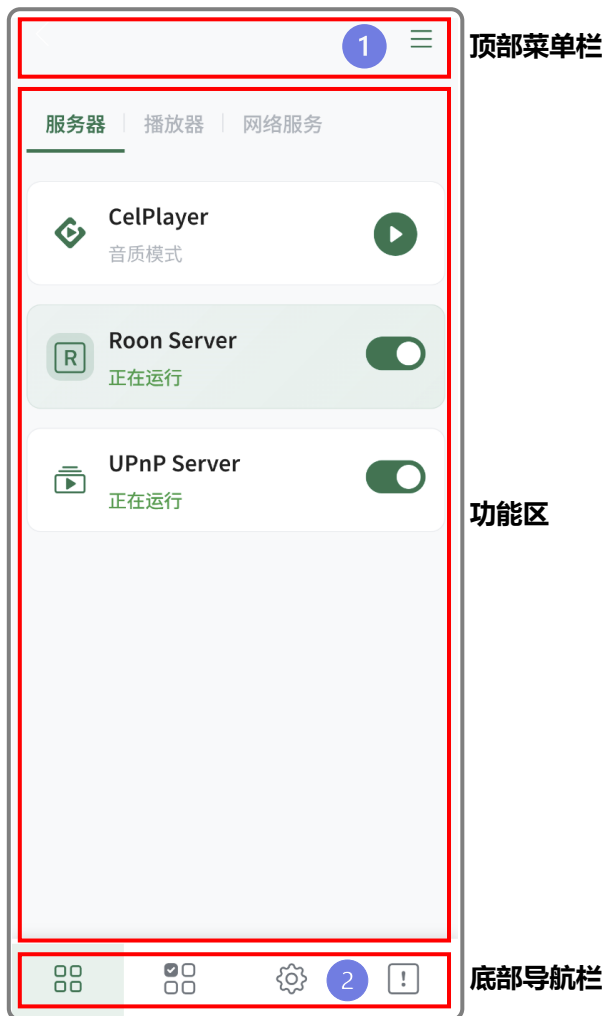 1
顶部菜单栏
服务器
播放器
网络服务
CelPlayer
音质模式
R
Roon Server
正在运行
UPnP Server
正在运行
功能区
2
!
底部导航栏